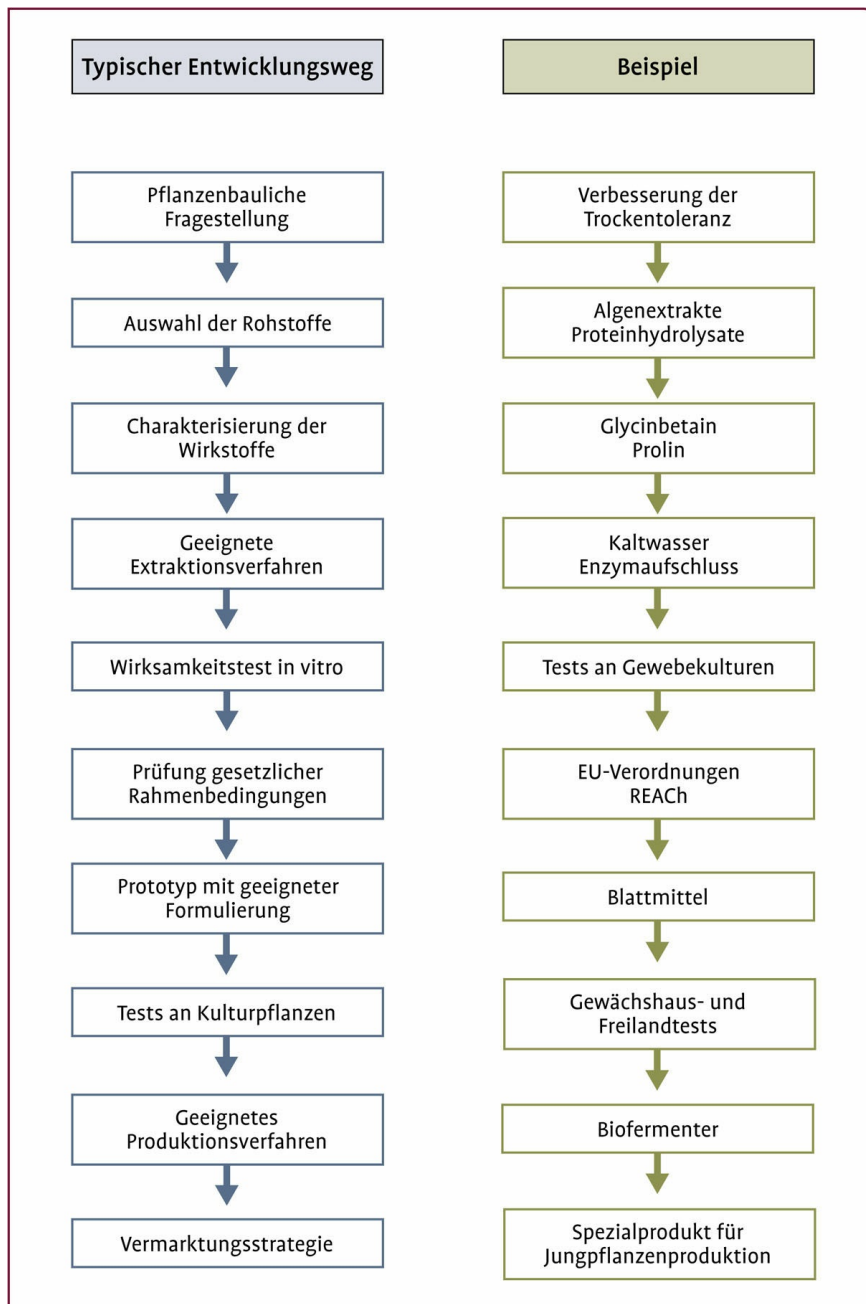 Typischer Entwicklungsweg
Pflanzenbauliche
Fragestellung
Auswahl der Rohstoffe
Charakterisierung der
Wirkstoffe
Geeignete
Extraktionsverfahren
Wirksamkeitstest in vitro
Prüfung gesetzlicher
Rahmenbedingungen
Prototyp mit geeigneter
Formulierung
Tests an Kulturpflanzen
Geeignetes
Produktionsverfahren
Vermarktungsstrategie
Beispiel
Verbesserung der
Trockentoleranz
Algenextrakte
Proteinhydrolysate
Glycinbetain
Prolin
Kaltwasser
Enzymaufschluss
Tests an Gewebekulturen
EU-Verordnungen
REACh
Blattmittel
Gewächshaus- und
Freilandtests
Biofermenter
Spezialprodukt für
Jungpflanzenproduktion